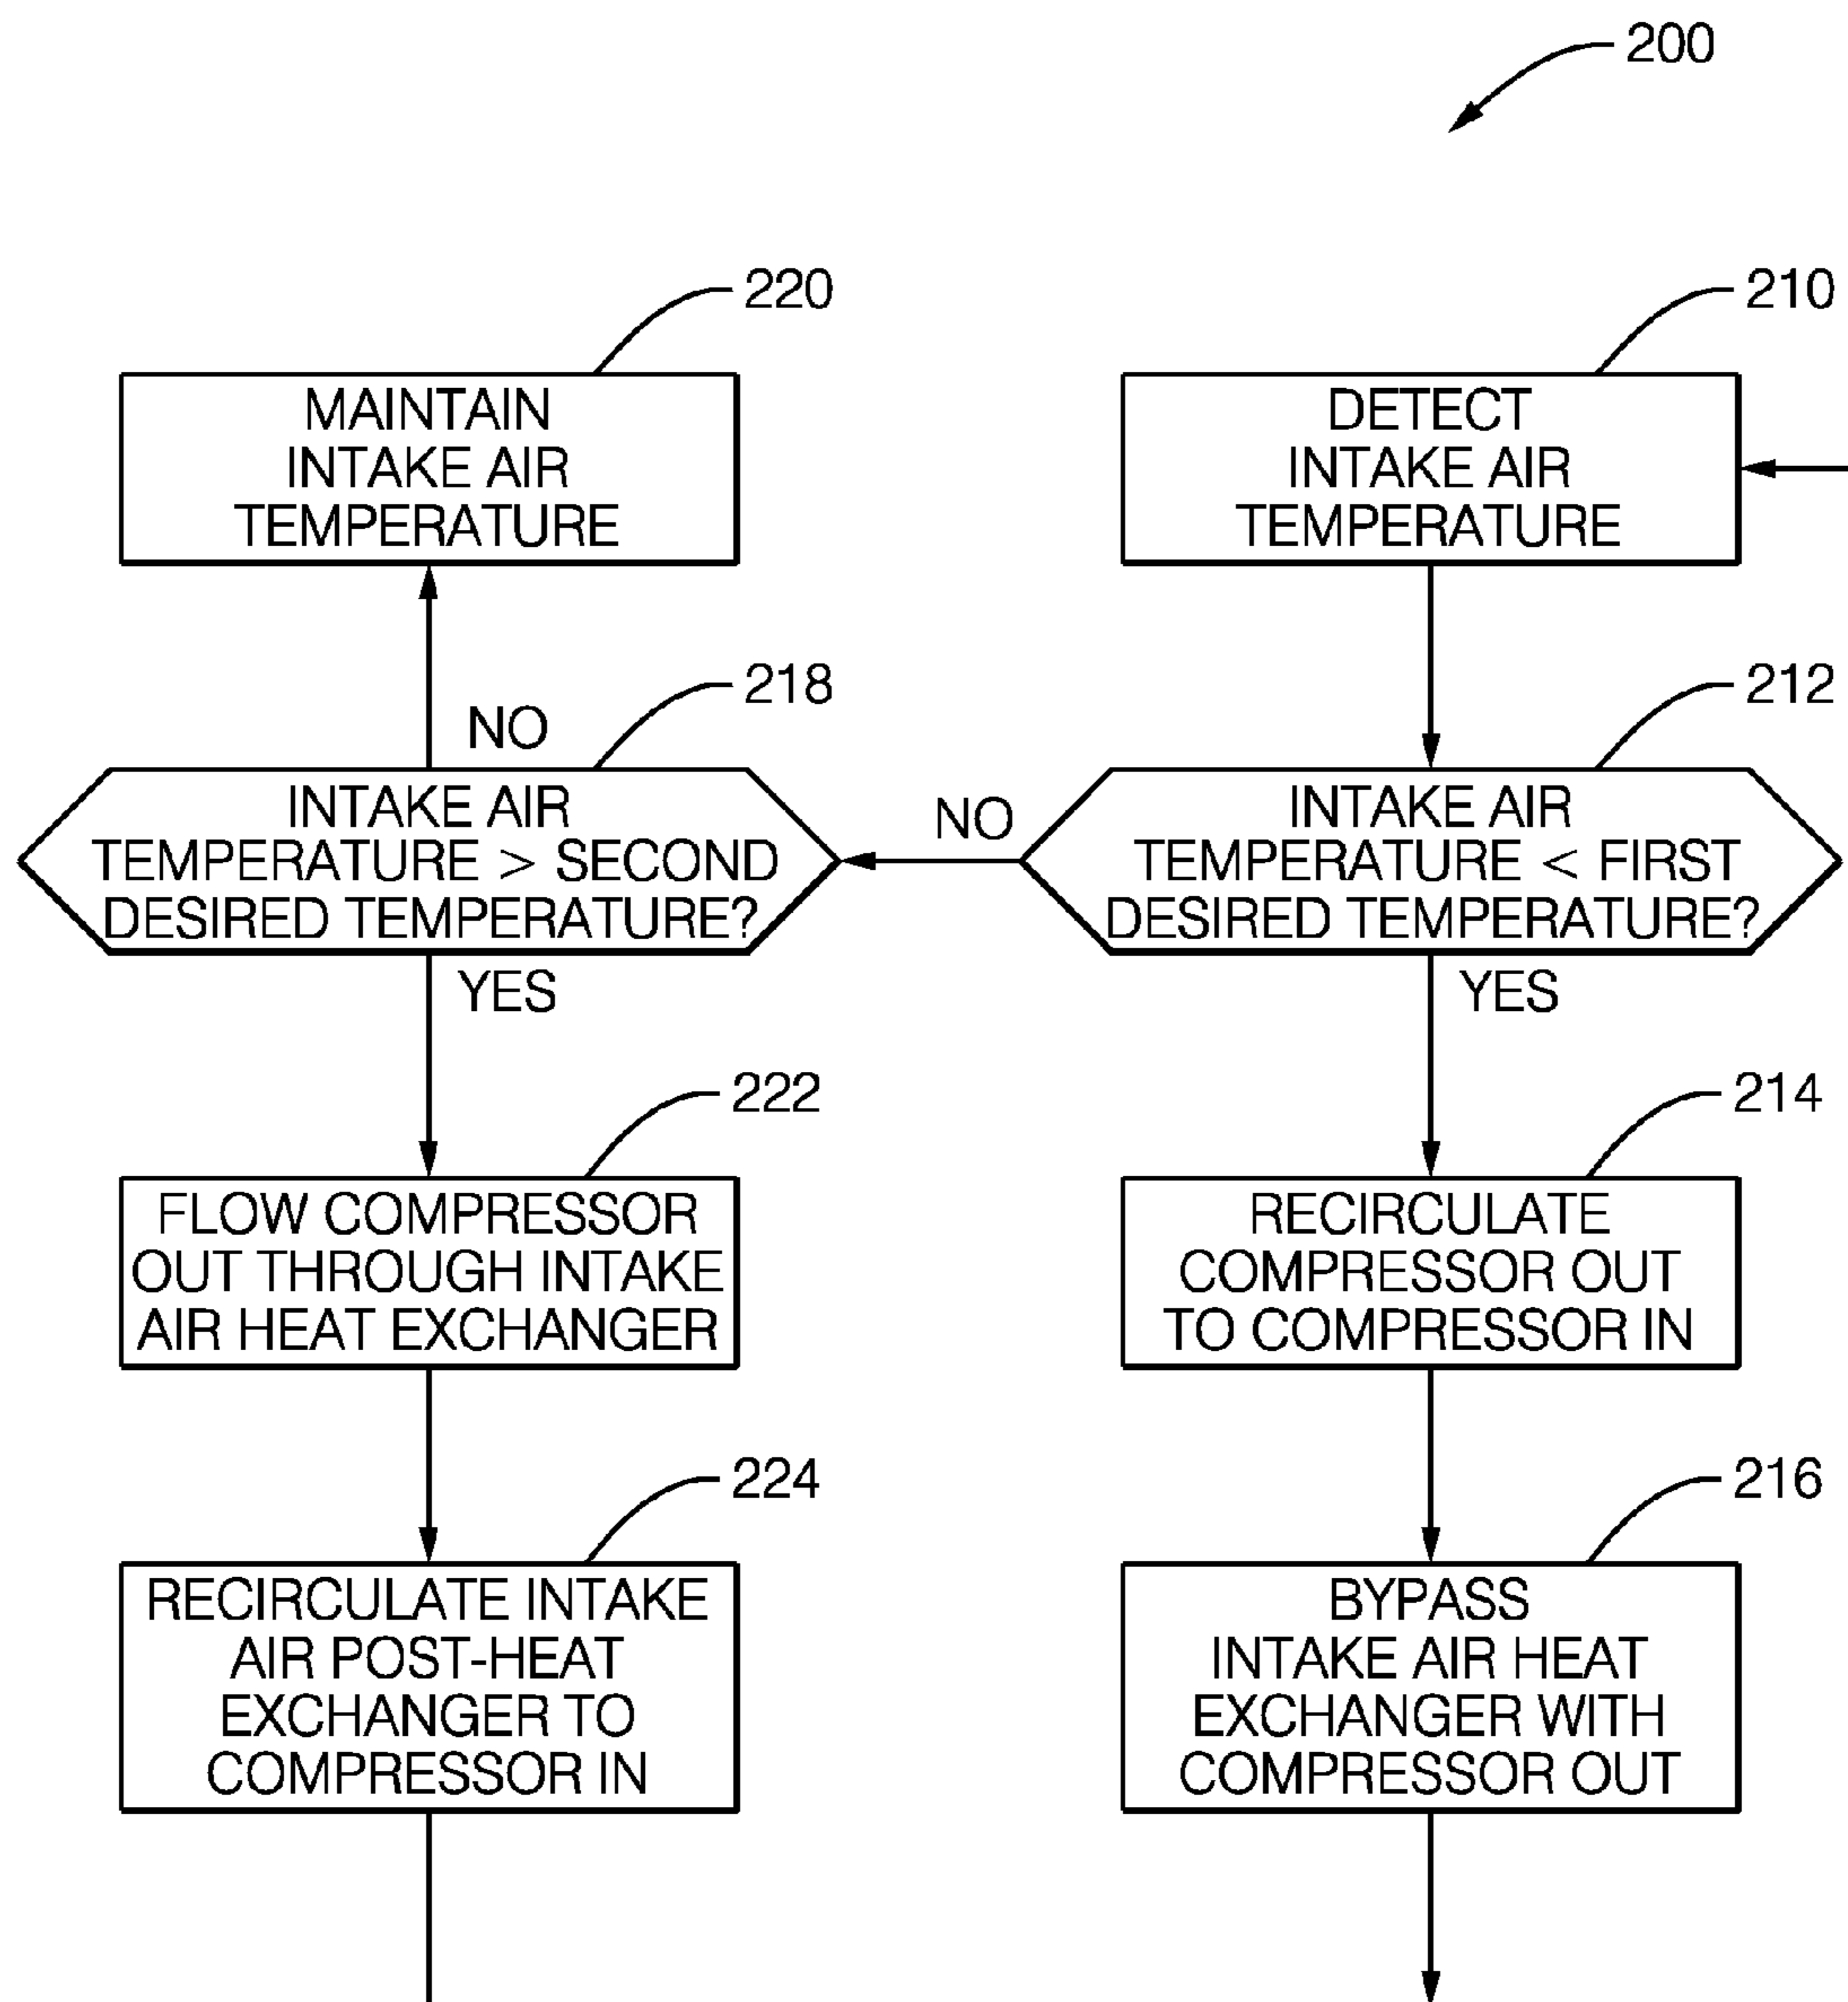 200
220
MAINTAIN
INTAKE AIR
TEMPERATURE
210
DETECT
INTAKE AIR
TEMPERATURE
218
NO
INTAKE AIR
TEMPERATURE > SECOND
DESIRED TEMPERATURE?
YES
NO
212
INTAKE AIR
TEMPERATURE < FIRST
DESIRED TEMPERATURE?
YES
222
FLOW COMPRESSOR
OUT THROUGH INTAKE
AIR HEAT EXCHANGER
214
RECIRCULATE
COMPRESSOR OUT
TO COMPRESSOR IN
224
RECIRCULATE INTAKE
AIR POST-HEAT
EXCHANGER TO
COMPRESSOR IN
216
BYPASS
INTAKE AIR HEAT
EXCHANGER WITH
COMPRESSOR OUT